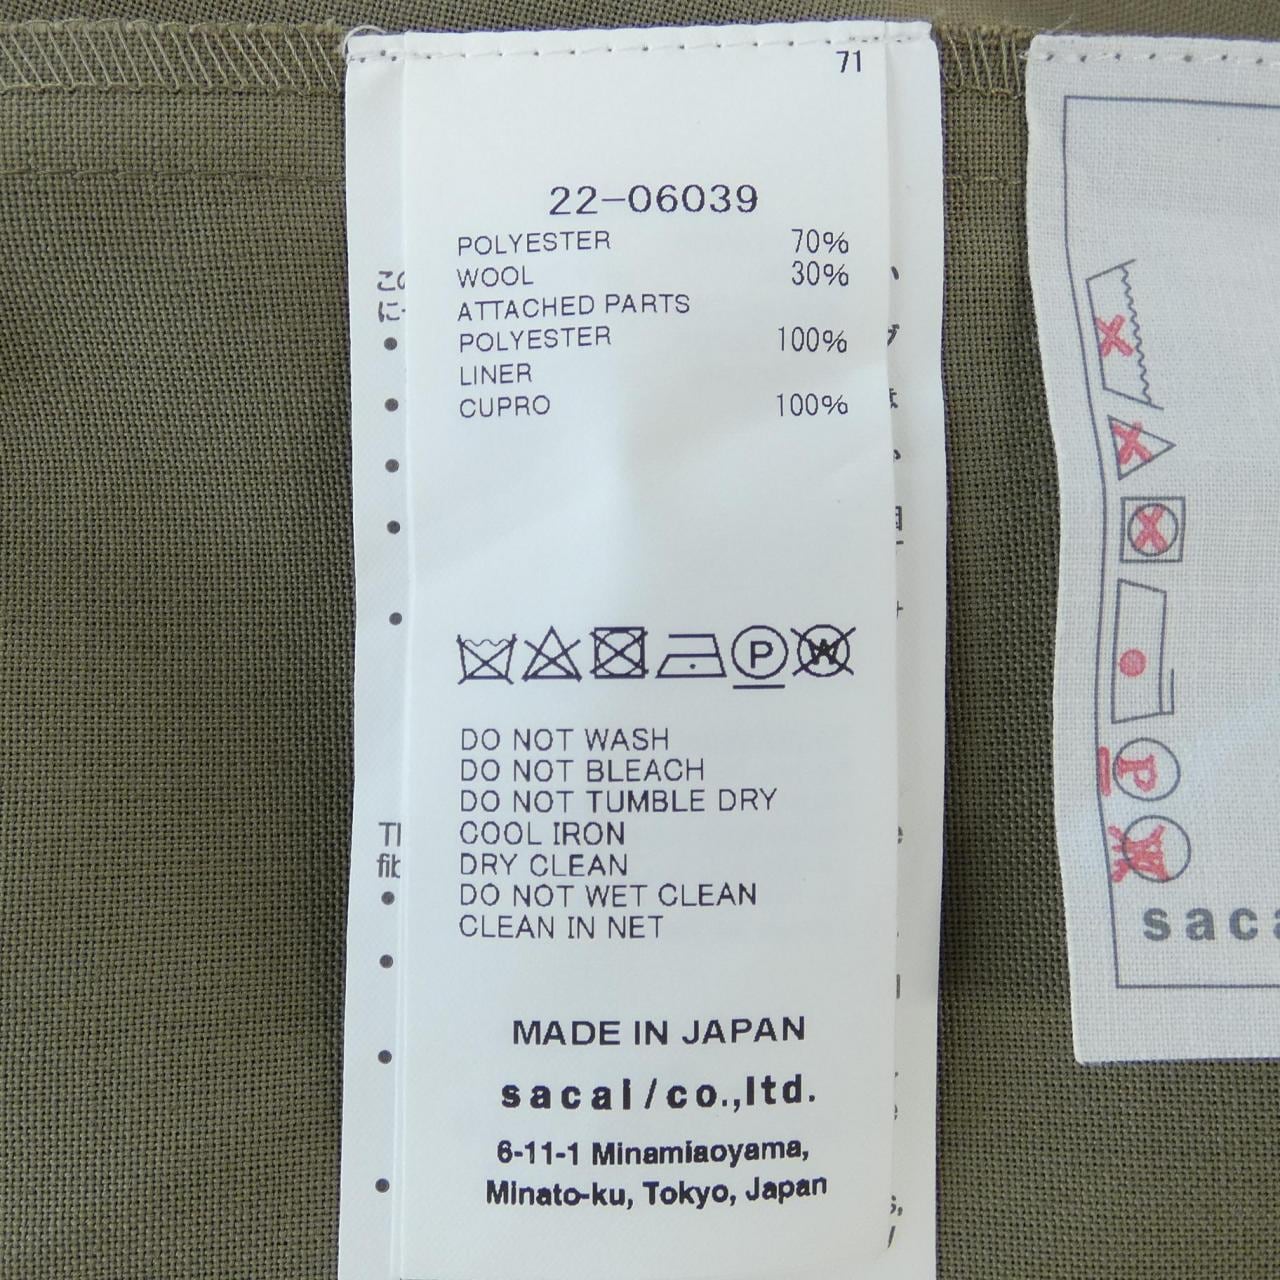 71
22-06039
POLYESTER 70%
WOOL 30%
ATTACHED PARTS
POLYESTER 100%
LINER
CUPRO 100%
P W
DO NOT WASH
DO NOT BLEACH
DO NOT TUMBLE DRY
COOL IRON
DRY CLEAN
DO NOT WET CLEAN
CLEAN IN NET
MADE IN JAPAN
sacai/co.,ltd.
6-11-1 Minamiaoyama,
Minato-ku, Tokyo, Japan
P
W